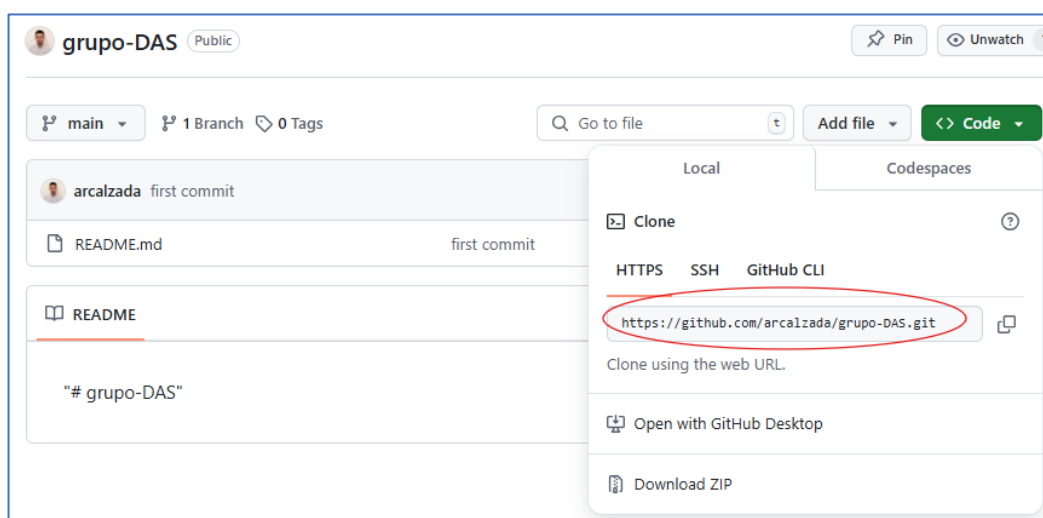 grupo-DAS Public
Pin
Unwatch
main
1 Branch
0 Tags
Go to file
t
Add file
<> Code
arcalzada first commit
README.md
first commit
README
"# grupo-DAS"
Local
Codespaces
Clone
HTTPS
SSH
GitHub CLI
https://github.com/arcalzada/grupo-DAS.git
Clone using the web URL.
Open with GitHub Desktop
Download ZIP